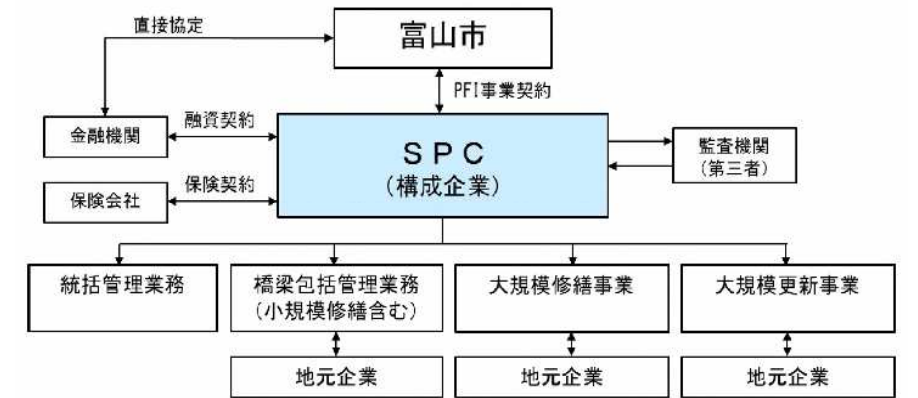 直接協定
富山市
PFI事業契約
金融機関
融資契約
SPC
(構成企業)
監査機関
(第三者)
保険会社
保険契約
統括管理業務
橋梁包括管理業務
(小規模修繕含む)
大規模修繕事業
大規模更新事業
地元企業
地元企業
地元企業